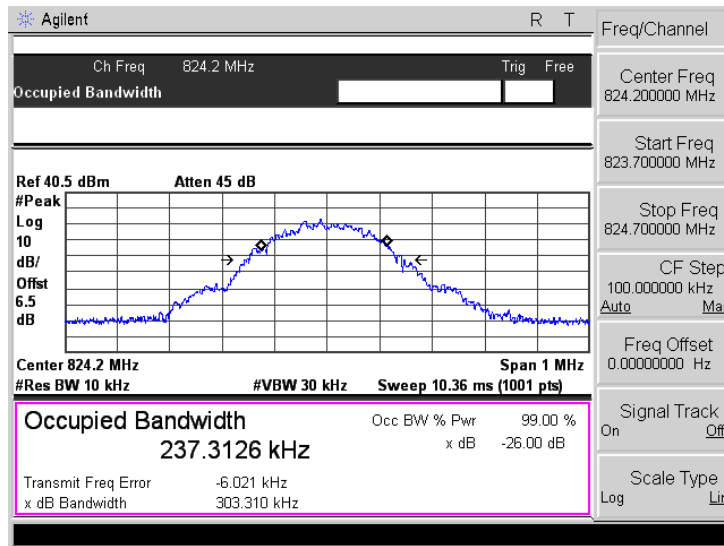 Agilent R T
Ch Freq 824.2 MHz Trig Free
Occupied Bandwidth
Ref 40.5 dBm Atten 45 dB
#Peak
Log
10
dB/
Offst
6.5
dB
Center 824.2 MHz Span 1 MHz
#Res BW 10 kHz #VBW 30 kHz Sweep 10.36 ms (1001 pts)
Occupied Bandwidth Occ BW % Pwr 99.00 %
237.3126 kHz x dB -26.00 dB
Transmit Freq Error -6.021 kHz
x dB Bandwidth 303.310 kHz
Freq/Channel
Center Freq
824.200000 MHz
Start Freq
823.700000 MHz
Stop Freq
824.700000 MHz
CF Step
100.000000 kHz
Auto Ma
Freq Offset
0.00000000 Hz
Signal Track
On Off
Scale Type
Log Lin